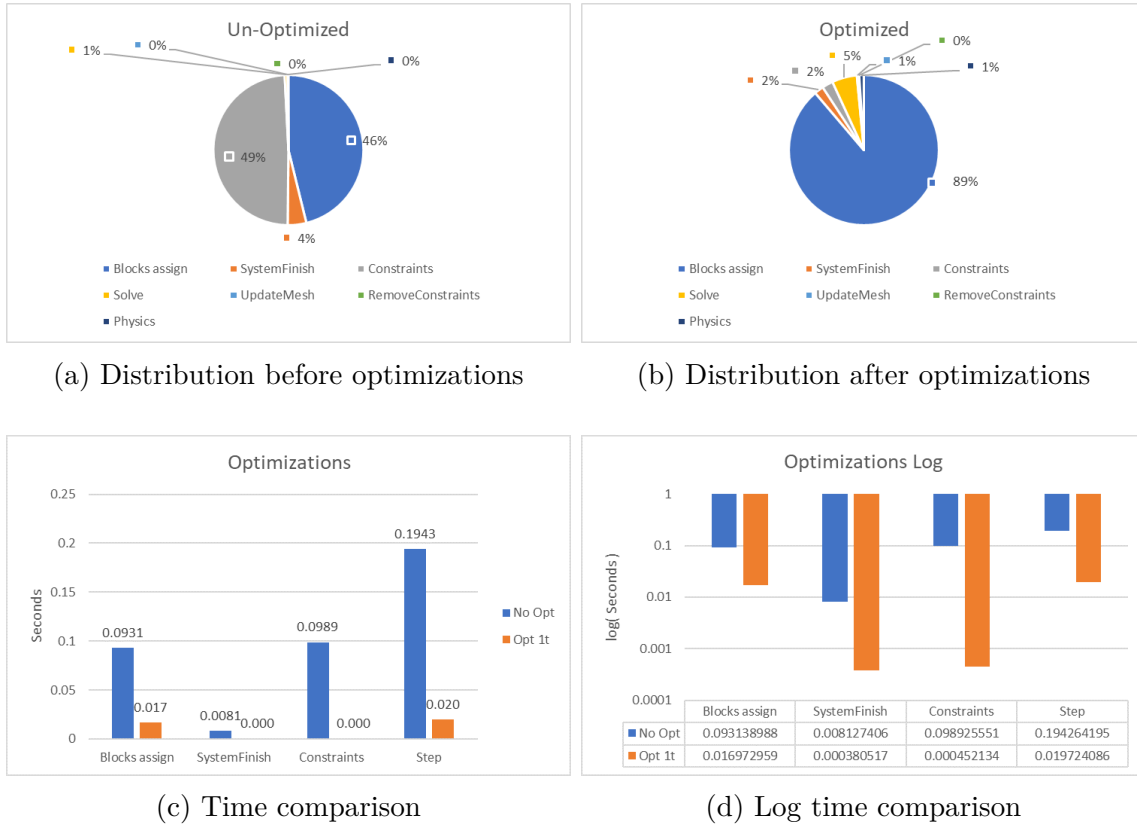 Un-Optimized
1%
0%
0%
0%
49%
46%
4%
Blocks assign SystemFinish Constraints
Solve UpdateMesh RemoveConstraints
Physics
(a) Distribution before optimizations
Optimized
2%
2%
5%
1%
0%
1%
89%
Blocks assign SystemFinish Constraints
Solve UpdateMesh RemoveConstraints
Physics
(b) Distribution after optimizations
Optimizations
Seconds
0.25
0.2
0.15
0.1
0.05
0
0.0931
0.017
0.0081
0.000
0.0989
0.000
0.1943
0.020
Blocks assign SystemFinish Constraints Step
No Opt
Opt 1t
(c) Time comparison
Optimizations Log
log( Seconds )
1
0.1
0.01
0.001
0.0001
Blocks assign SystemFinish Constraints Step
No Opt 0.093138988 0.008127406 0.098925551 0.194264195
Opt 1t 0.016972959 0.000380517 0.000452134 0.019724086
(d) Log time comparison